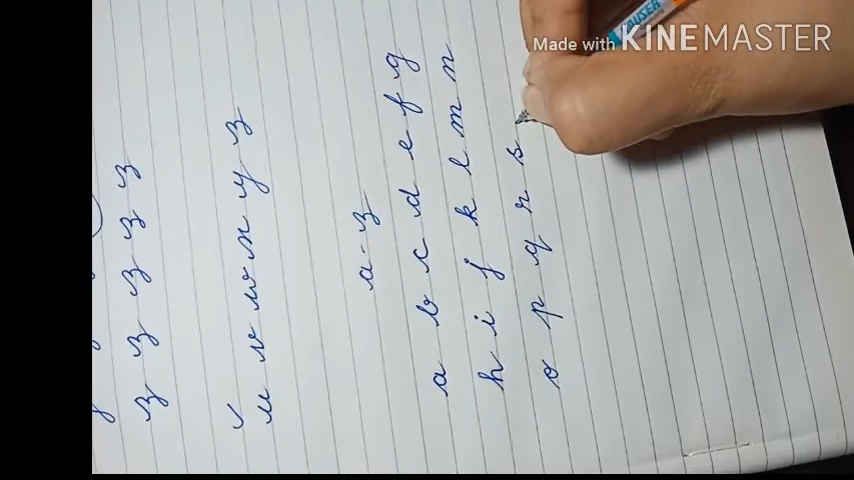 z z z z z
u v w x y z
a-z
a b c d e f g
h i j k l m n
o p q r s
Made with KINEMASTER